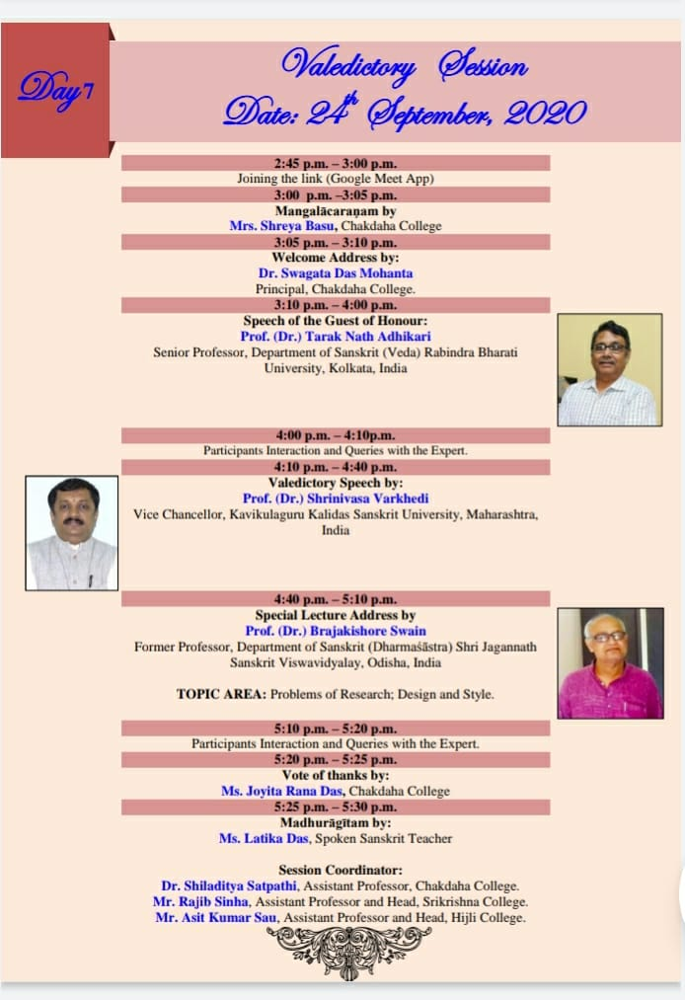 Day 7
Valedictory Session
Date: 24th September, 2020
2:45 p.m. – 3:00 p.m.
Joining the link (Google Meet App)
3:00 p.m. –3:05 p.m.
Mangalācaraṇam by
Mrs. Shreya Basu, Chakdaha College
3:05 p.m. – 3:10 p.m.
Welcome Address by:
Dr. Swagata Das Mohanta
Principal, Chakdaha College.
3:10 p.m. – 4:00 p.m.
Speech of the Guest of Honour:
Prof. (Dr.) Tarak Nath Adhikari
Senior Professor, Department of Sanskrit (Veda) Rabindra Bharati
University, Kolkata, India
4:00 p.m. – 4:10p.m.
Participants Interaction and Queries with the Expert.
4:10 p.m. – 4:40 p.m.
Valedictory Speech by:
Prof. (Dr.) Shrinivasa Varkhedi
Vice Chancellor, Kavikulaguru Kalidas Sanskrit University, Maharashtra,
India
4:40 p.m. – 5:10 p.m.
Special Lecture Address by
Prof. (Dr.) Brajakishore Swain
Former Professor, Department of Sanskrit (Dharmaśāstra) Shri Jagannath
Sanskrit Viswavidyalay, Odisha, India
TOPIC AREA: Problems of Research; Design and Style.
5:10 p.m. – 5:20 p.m.
Participants Interaction and Queries with the Expert.
5:20 p.m. – 5:25 p.m.
Vote of thanks by:
Ms. Joyita Rana Das, Chakdaha College
5:25 p.m. – 5:30 p.m.
Madhurāgītam by:
Ms. Latika Das, Spoken Sanskrit Teacher
Session Coordinator:
Dr. Shiladitya Satpathi, Assistant Professor, Chakdaha College.
Mr. Rajib Sinha, Assistant Professor and Head, Srikrishna College.
Mr. Asit Kumar Sau, Assistant Professor and Head, Hijli College.